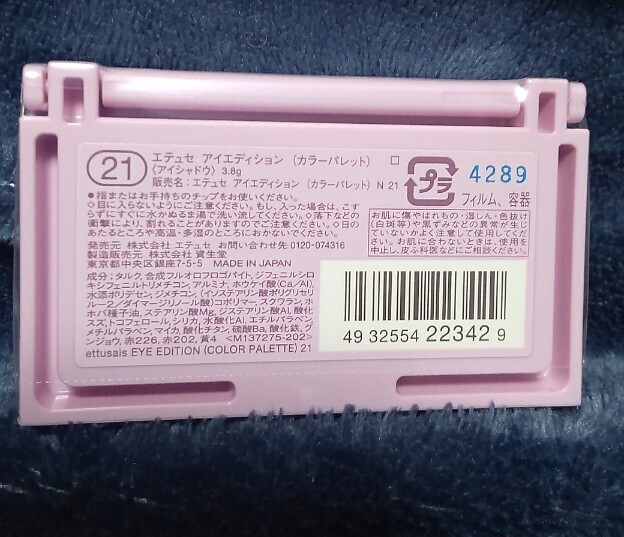 21
エテュセ アイエディション (カラーパレット)
〈アイシャドウ〉 3.8g
販売名：エテュセ アイエディション (カラーパレット) N 21
●指またはお手持ちのチップをお使いください。
◇目に入らないようにご注意ください。もし、入った場合は、こす
らずにすぐに水かぬるま湯で洗い流してください。◇落下などの
衝撃により、割れることがありますのでご注意ください。◇日の
あたるところや高温・多湿のところにおかないでください。
発売元 株式会社 エテュセ お問い合わせ先 0120-074316
製造販売元 株式会社 資生堂
東京都中央区銀座7-5-5 MADE IN JAPAN
成分：タルク, 合成フルオロフロゴパイト, ジフェニルシロ
キシフェニルトリメチコン, アルミナ, ホウケイ酸(Ca/Al),
水添ポリデセン, ジメチコン, (イソステアリン酸ポリグリセリ
ル-2/ダイマージリノール酸)コポリマー, スクワラン, ホ
ホバ種子油, ステアリン酸Mg, ジステアリン酸Al, 酸化
スズ, トコフェロール, シリカ, 水酸化Al, エチルパラベン,
メチルパラベン, マイカ, 酸化チタン, 硫酸Ba, 酸化鉄, グ
ンジョウ, 赤226, 赤202, 黄4 <M137275-202>
ettusais EYE EDITION (COLOR PALETTE) 21
プラ
4289
フィルム、容器
お肌に傷やはれもの・湿しん・色抜け
(白斑等)や黒ずみなどの異常が生
じていないかよく注意して使用してくだ
さい。お肌に合わないときは、使用を
中止し、皮ふ科医などにご相談ください。
49 32554 22342 9